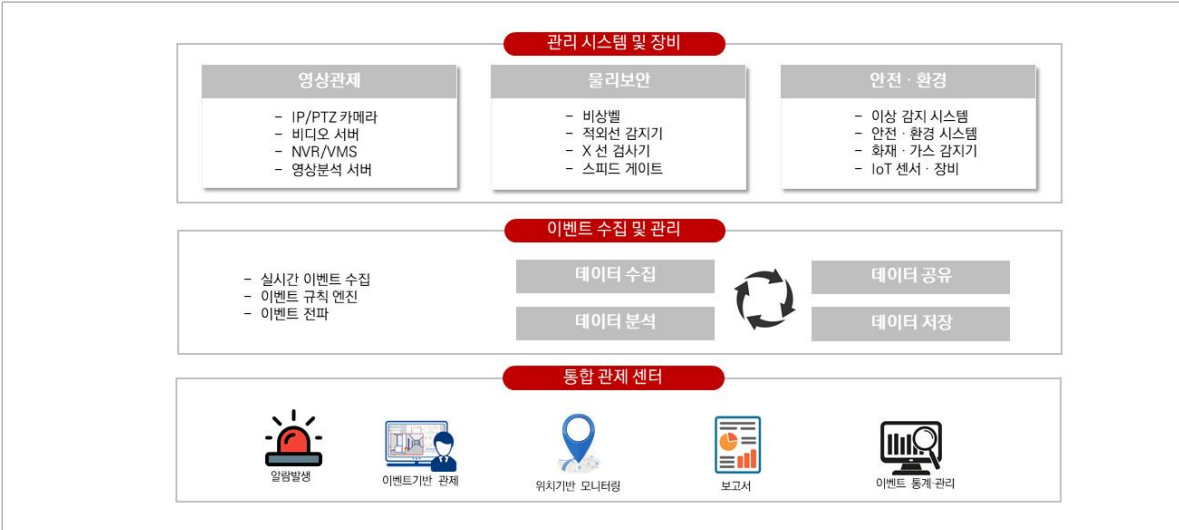 관리 시스템 및 장비
영상관제
- IP/PTZ 카메라
- 비디오 서버
- NVR/VMS
- 영상분석 서버
물리보안
- 비상벨
- 적외선 감지기
- X 선 검사기
- 스피드 게이트
안전 · 환경
- 이상 감지 시스템
- 안전 · 환경 시스템
- 화재 · 가스 감지기
- IoT 센서 · 장비
이벤트 수집 및 관리
- 실시간 이벤트 수집
- 이벤트 규칙 엔진
- 이벤트 전파
데이터 수집
데이터 공유
데이터 분석
데이터 저장
통합 관제 센터
알람발생
이벤트기반 관제
위치기반 모니터링
보고서
이벤트 통계·관리